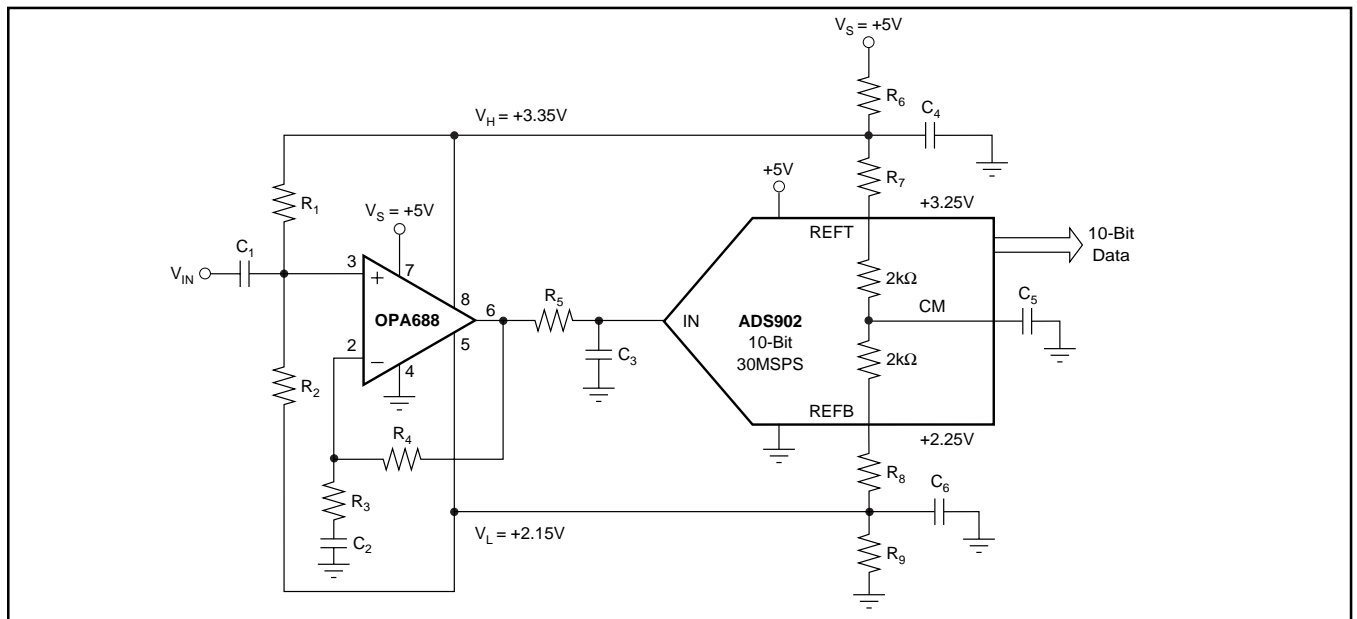 V_S = +5V
R_6
C_4
V_H = +3.35V
R_7
+5V
+3.25V
R_1
V_S = +5V
REFT
10-Bit
Data
C_1
V_IN
3
+
7
8
2kΩ
R_5
CM
C_5
6
OPA688
IN
ADS902
10-Bit
30MSPS
5
2
−
4
C_3
2kΩ
R_2
REFB
+2.25V
R_4
R_8
C_6
R_3
V_L = +2.15V
C_2
R_9